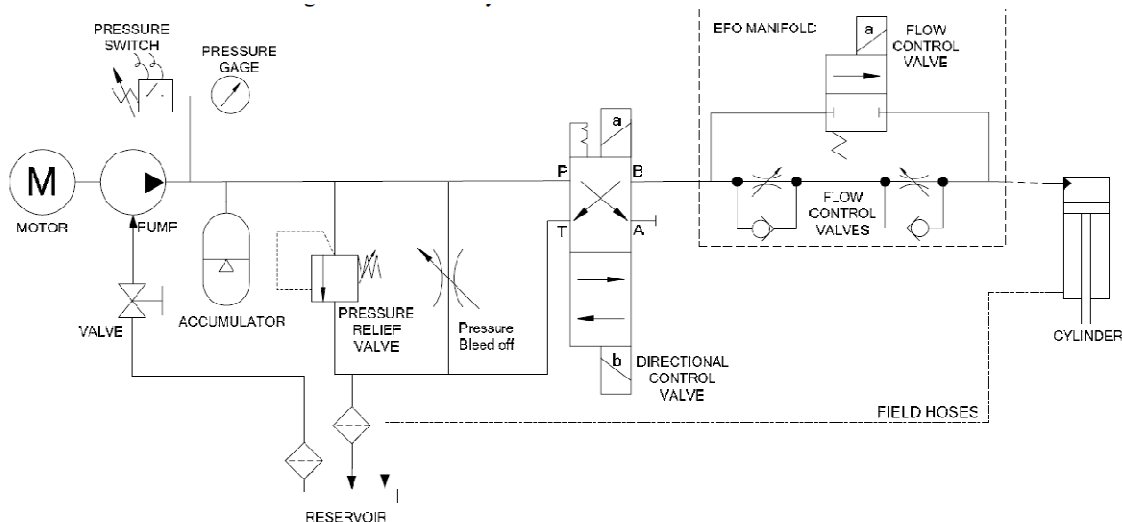 PRESSURE
SWITCH
PRESSURE
GAGE
EFO MANIFOLD
a
FLOW
CONTROL
VALVE
a
P
B
T
A
M
MOTOR
PUMP
FLOW
CONTROL
VALVES
VALVE
ACCUMULATOR
PRESSURE
RELIEF
VALVE
Pressure
Bleed off
b
DIRECTIONAL
CONTROL
VALVE
CYLINDER
FIELD HOSES
RESERVOIR